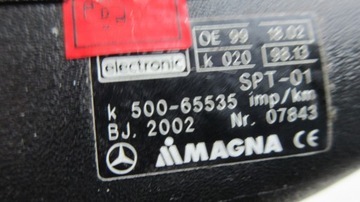 electronic
OE 99 18.02
k 020 98.13
SPT-01
k 500-65535 imp/km
BJ. 2002 Nr. 07843
MAGNA CE